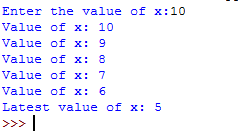 Enter the value of x:10
Value of x: 10
Value of x: 9
Value of x: 8
Value of x: 7
Value of x: 6
Latest value of x: 5
>>>